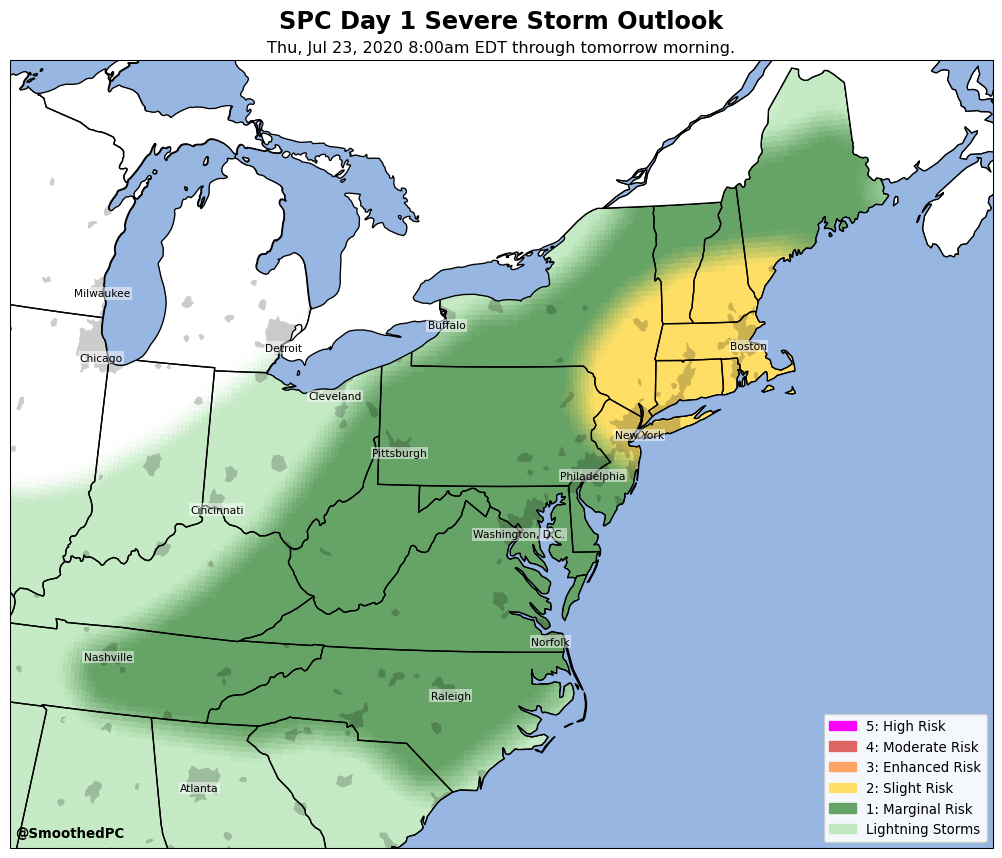 SPC Day 1 Severe Storm Outlook
Thu, Jul 23, 2020 8:00am EDT through tomorrow morning.
Milwaukee
Buffalo
Boston
Detroit
Chicago
Cleveland
New York
Pittsburgh
Philadelphia
Cincinnati
Washington, D.C.
Norfolk
Nashville
Raleigh
Atlanta
5: High Risk
4: Moderate Risk
3: Enhanced Risk
2: Slight Risk
1: Marginal Risk
Lightning Storms
@SmoothedPC